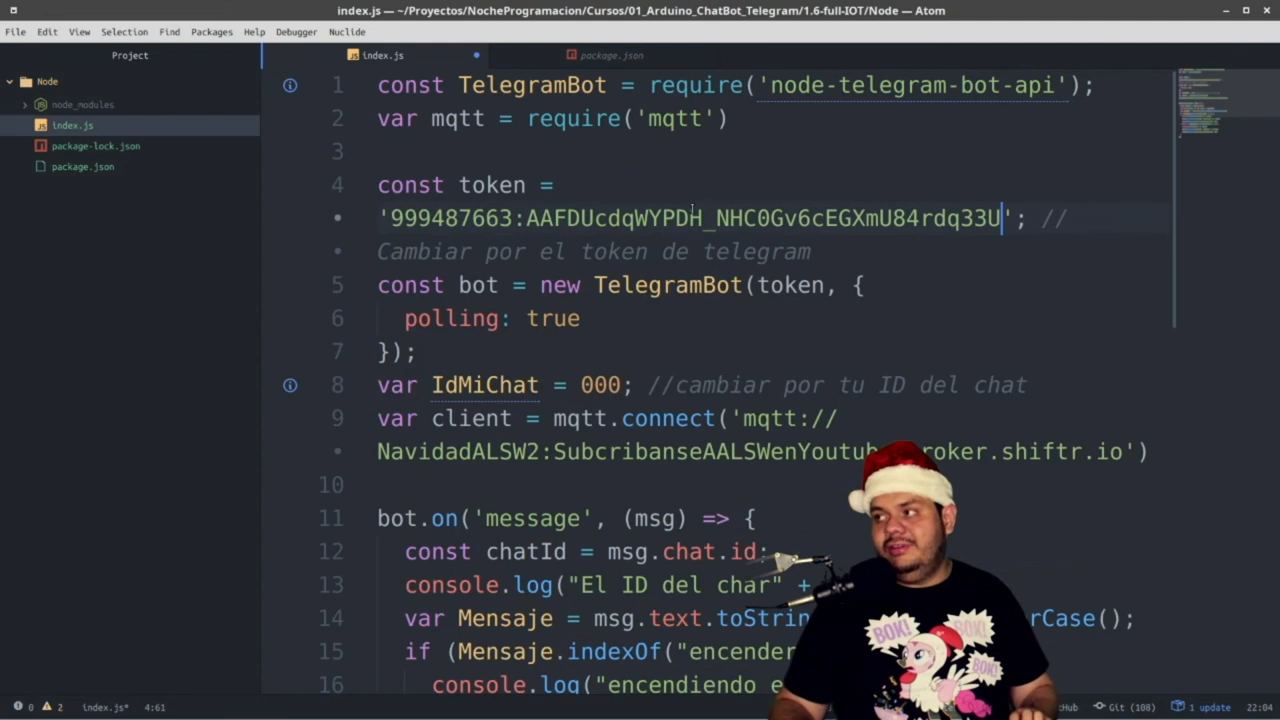 index.js — ~/Proyectos/NocheProgramacion/Cursos/01_Arduino_ChatBot_Telegram/1.6-full-IOT/Node — Atom
File Edit View Selection Find Packages Help Debugger Nuclide
Project
index.js
package.json
Node
node_modules
index.js
package-lock.json
package.json
1 const TelegramBot = require('node-telegram-bot-api');
2 var mqtt = require('mqtt')
3
4 const token =
'999487663:AAFDUcdqWYPDH_NHC0Gv6cEGXmU84rdq33U'; //
Cambiar por el token de telegram
5 const bot = new TelegramBot(token, {
6 polling: true
7 });
8 var IdMiChat = 000; //cambiar por tu ID del chat
9 var client = mqtt.connect('mqtt://
NavidadALSW2:SubcribanseAALSWenYoutub roker.shiftr.io')
10
11 bot.on('message', (msg) => {
12 const chatId = msg.chat.id;
13 console.log("El ID del char" +
14 var Mensaje = msg.text.toStrin erCase();
15 if (Mensaje.indexOf("encender
16 console.log("encendiendo e
BOK!
BOK!
BOK!
0 2 index.js* 4:61
Hub Git (108) 1 update 22:04